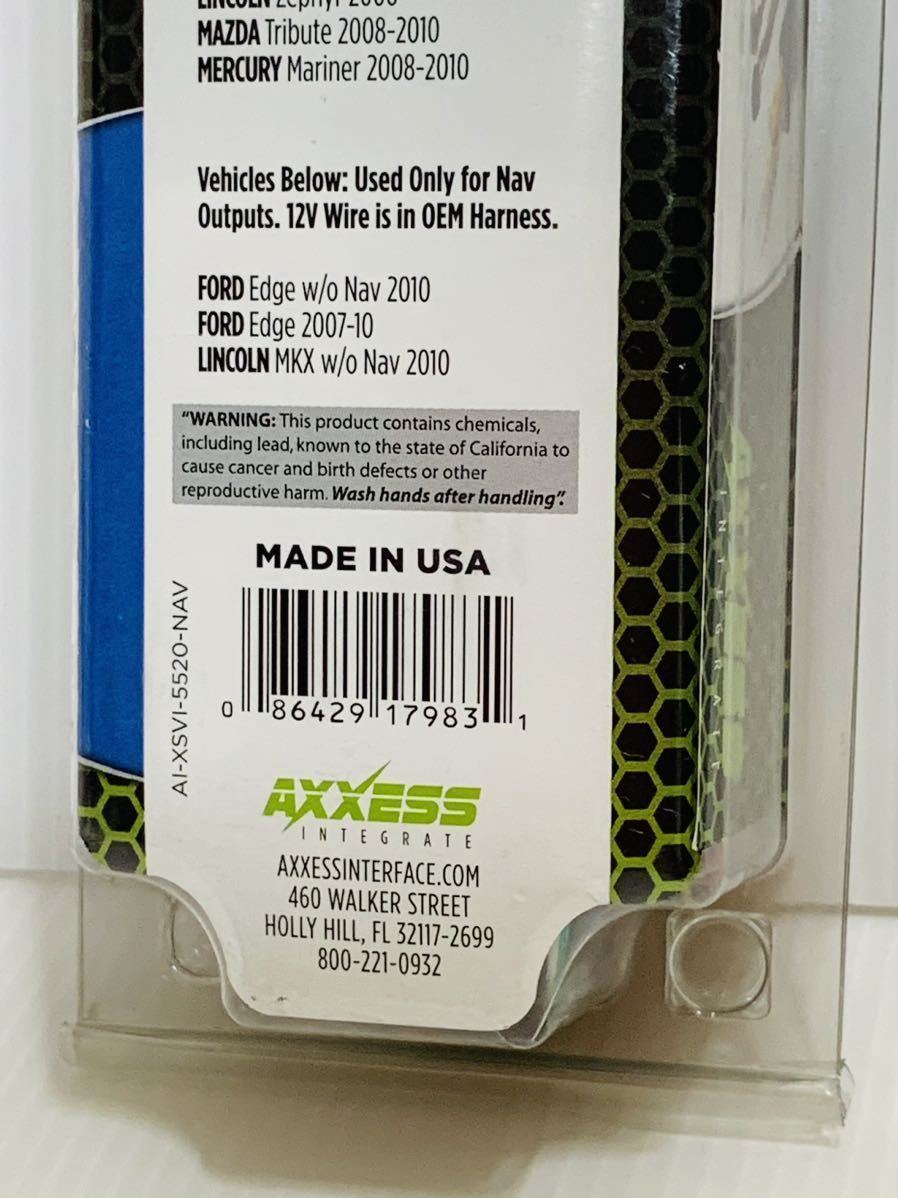 LINCOLN Zephyr 2006
MAZDA Tribute 2008-2010
MERCURY Mariner 2008-2010
Vehicles Below: Used Only for Nav
Outputs. 12V Wire is in OEM Harness.
FORD Edge w/o Nav 2010
FORD Edge 2007-10
LINCOLN MKX w/o Nav 2010
"WARNING: This product contains chemicals,
including lead, known to the state of California to
cause cancer and birth defects or other
reproductive harm. Wash hands after handling".
MADE IN USA
AI-XSVI-5520-NAV
0 86429 17983 1
AXXESS
INTEGRATE
AXXESSINTERFACE.COM
460 WALKER STREET
HOLLY HILL, FL 32117-2699
800-221-0932
INTEGRATE